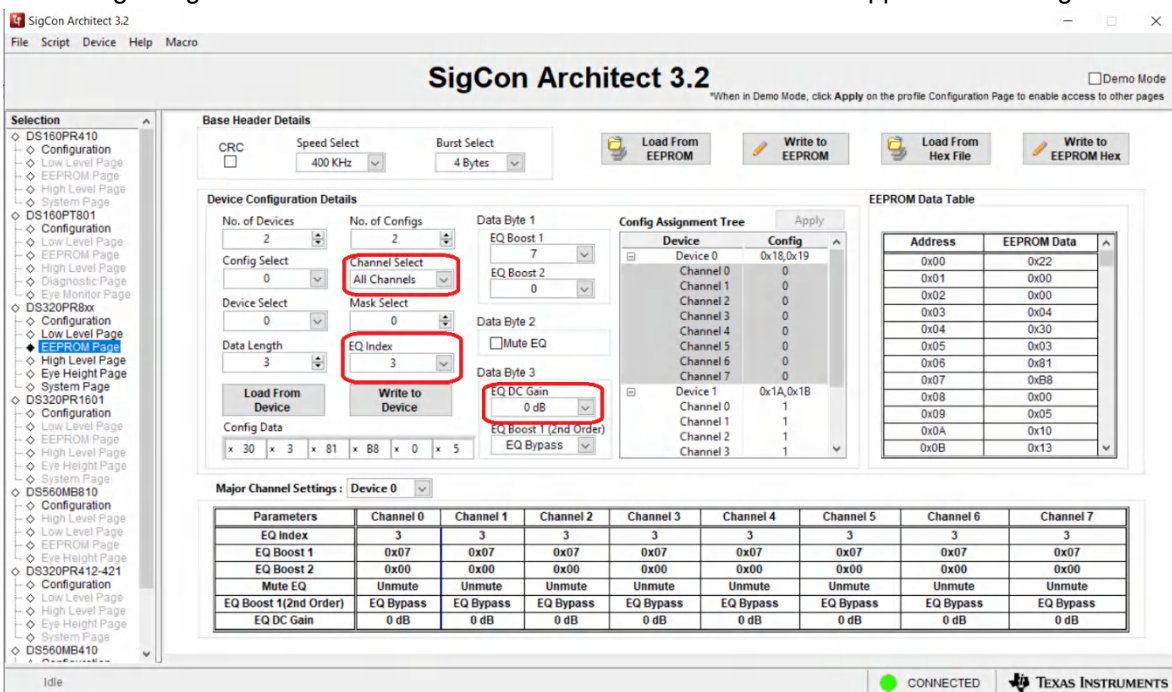 SigCon Architect 3.2
File Script Device Help Macro
SigCon Architect 3.2
Demo Mode
*When in Demo Mode, click Apply on the profile Configuration Page to enable access to other pages
Selection
DS160PR410
Configuration
Low Level Page
EEPROM Page
High Level Page
System Page
DS160PT801
Configuration
Low Level Page
EEPROM Page
High Level Page
Diagnostic Page
Eye Monitor Page
DS320PR8xx
Configuration
Low Level Page
EEPROM Page
High Level Page
Eye Height Page
System Page
DS320PR1601
Configuration
Low Level Page
EEPROM Page
High Level Page
Eye Height Page
System Page
DS560MB810
Configuration
High Level Page
Low Level Page
EEPROM Page
Eye Height Page
DS320PR412-421
Configuration
Low Level Page
High Level Page
Eye Height Page
System Page
DS560MB410
Base Header Details
CRC Speed Select Burst Select
400 KHz 4 Bytes
Load From EEPROM
Write to EEPROM
Load From Hex File
Write to EEPROM Hex
Device Configuration Details
No. of Devices No. of Configs
2 2
Config Select Channel Select
0 All Channels
Device Select Mask Select
0 0
Data Length EQ Index
3 3
Load From Device
Write to Device
Config Data
x 30 x 3 x 81 x B8 x 0 x 5
Data Byte 1
EQ Boost 1
7
EQ Boost 2
0
Data Byte 2
Mute EQ
Data Byte 3
EQ DC Gain
0 dB
EQ Boost 1 (2nd Order)
EQ Bypass
Config Assignment Tree Apply
Device Config
Device 0 0x18,0x19
Channel 0 0
Channel 1 0
Channel 2 0
Channel 3 0
Channel 4 0
Channel 5 0
Channel 6 0
Channel 7 0
Device 1 0x1A,0x1B
Channel 0 1
Channel 1 1
Channel 2 1
Channel 3 1
EEPROM Data Table
Address EEPROM Data
0x00 0x22
0x01 0x00
0x02 0x00
0x03 0x04
0x04 0x30
0x05 0x03
0x06 0x81
0x07 0xB8
0x08 0x00
0x09 0x05
0x0A 0x10
0x0B 0x13
Major Channel Settings : Device 0
Parameters Channel 0 Channel 1 Channel 2 Channel 3 Channel 4 Channel 5 Channel 6 Channel 7
EQ Index 3 3 3 3 3 3 3 3
EQ Boost 1 0x07 0x07 0x07 0x07 0x07 0x07 0x07 0x07
EQ Boost 2 0x00 0x00 0x00 0x00 0x00 0x00 0x00 0x00
Mute EQ Unmute Unmute Unmute Unmute Unmute Unmute Unmute Unmute
EQ Boost 1(2nd Order) EQ Bypass EQ Bypass EQ Bypass EQ Bypass EQ Bypass EQ Bypass EQ Bypass EQ Bypass
EQ DC Gain 0 dB 0 dB 0 dB 0 dB 0 dB 0 dB 0 dB 0 dB
Idle
CONNECTED
TEXAS INSTRUMENTS